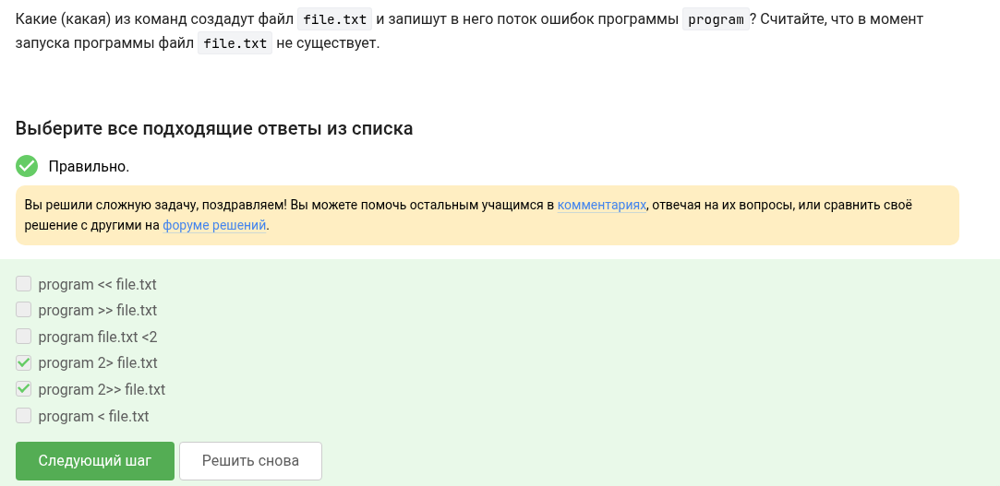 Какие (какая) из команд создадут файл file.txt и запишут в него поток ошибок программы program? Считайте, что в момент
запуска программы файл file.txt не существует.
Выберите все подходящие ответы из списка
Правильно.
Вы решили сложную задачу, поздравляем! Вы можете помочь остальным учащимся в комментариях, отвечая на их вопросы, или сравнить своё
решение с другими на форуме решений.
program << file.txt
program >> file.txt
program file.txt <2
program 2> file.txt
program 2>> file.txt
program < file.txt
Следующий шаг Решить снова